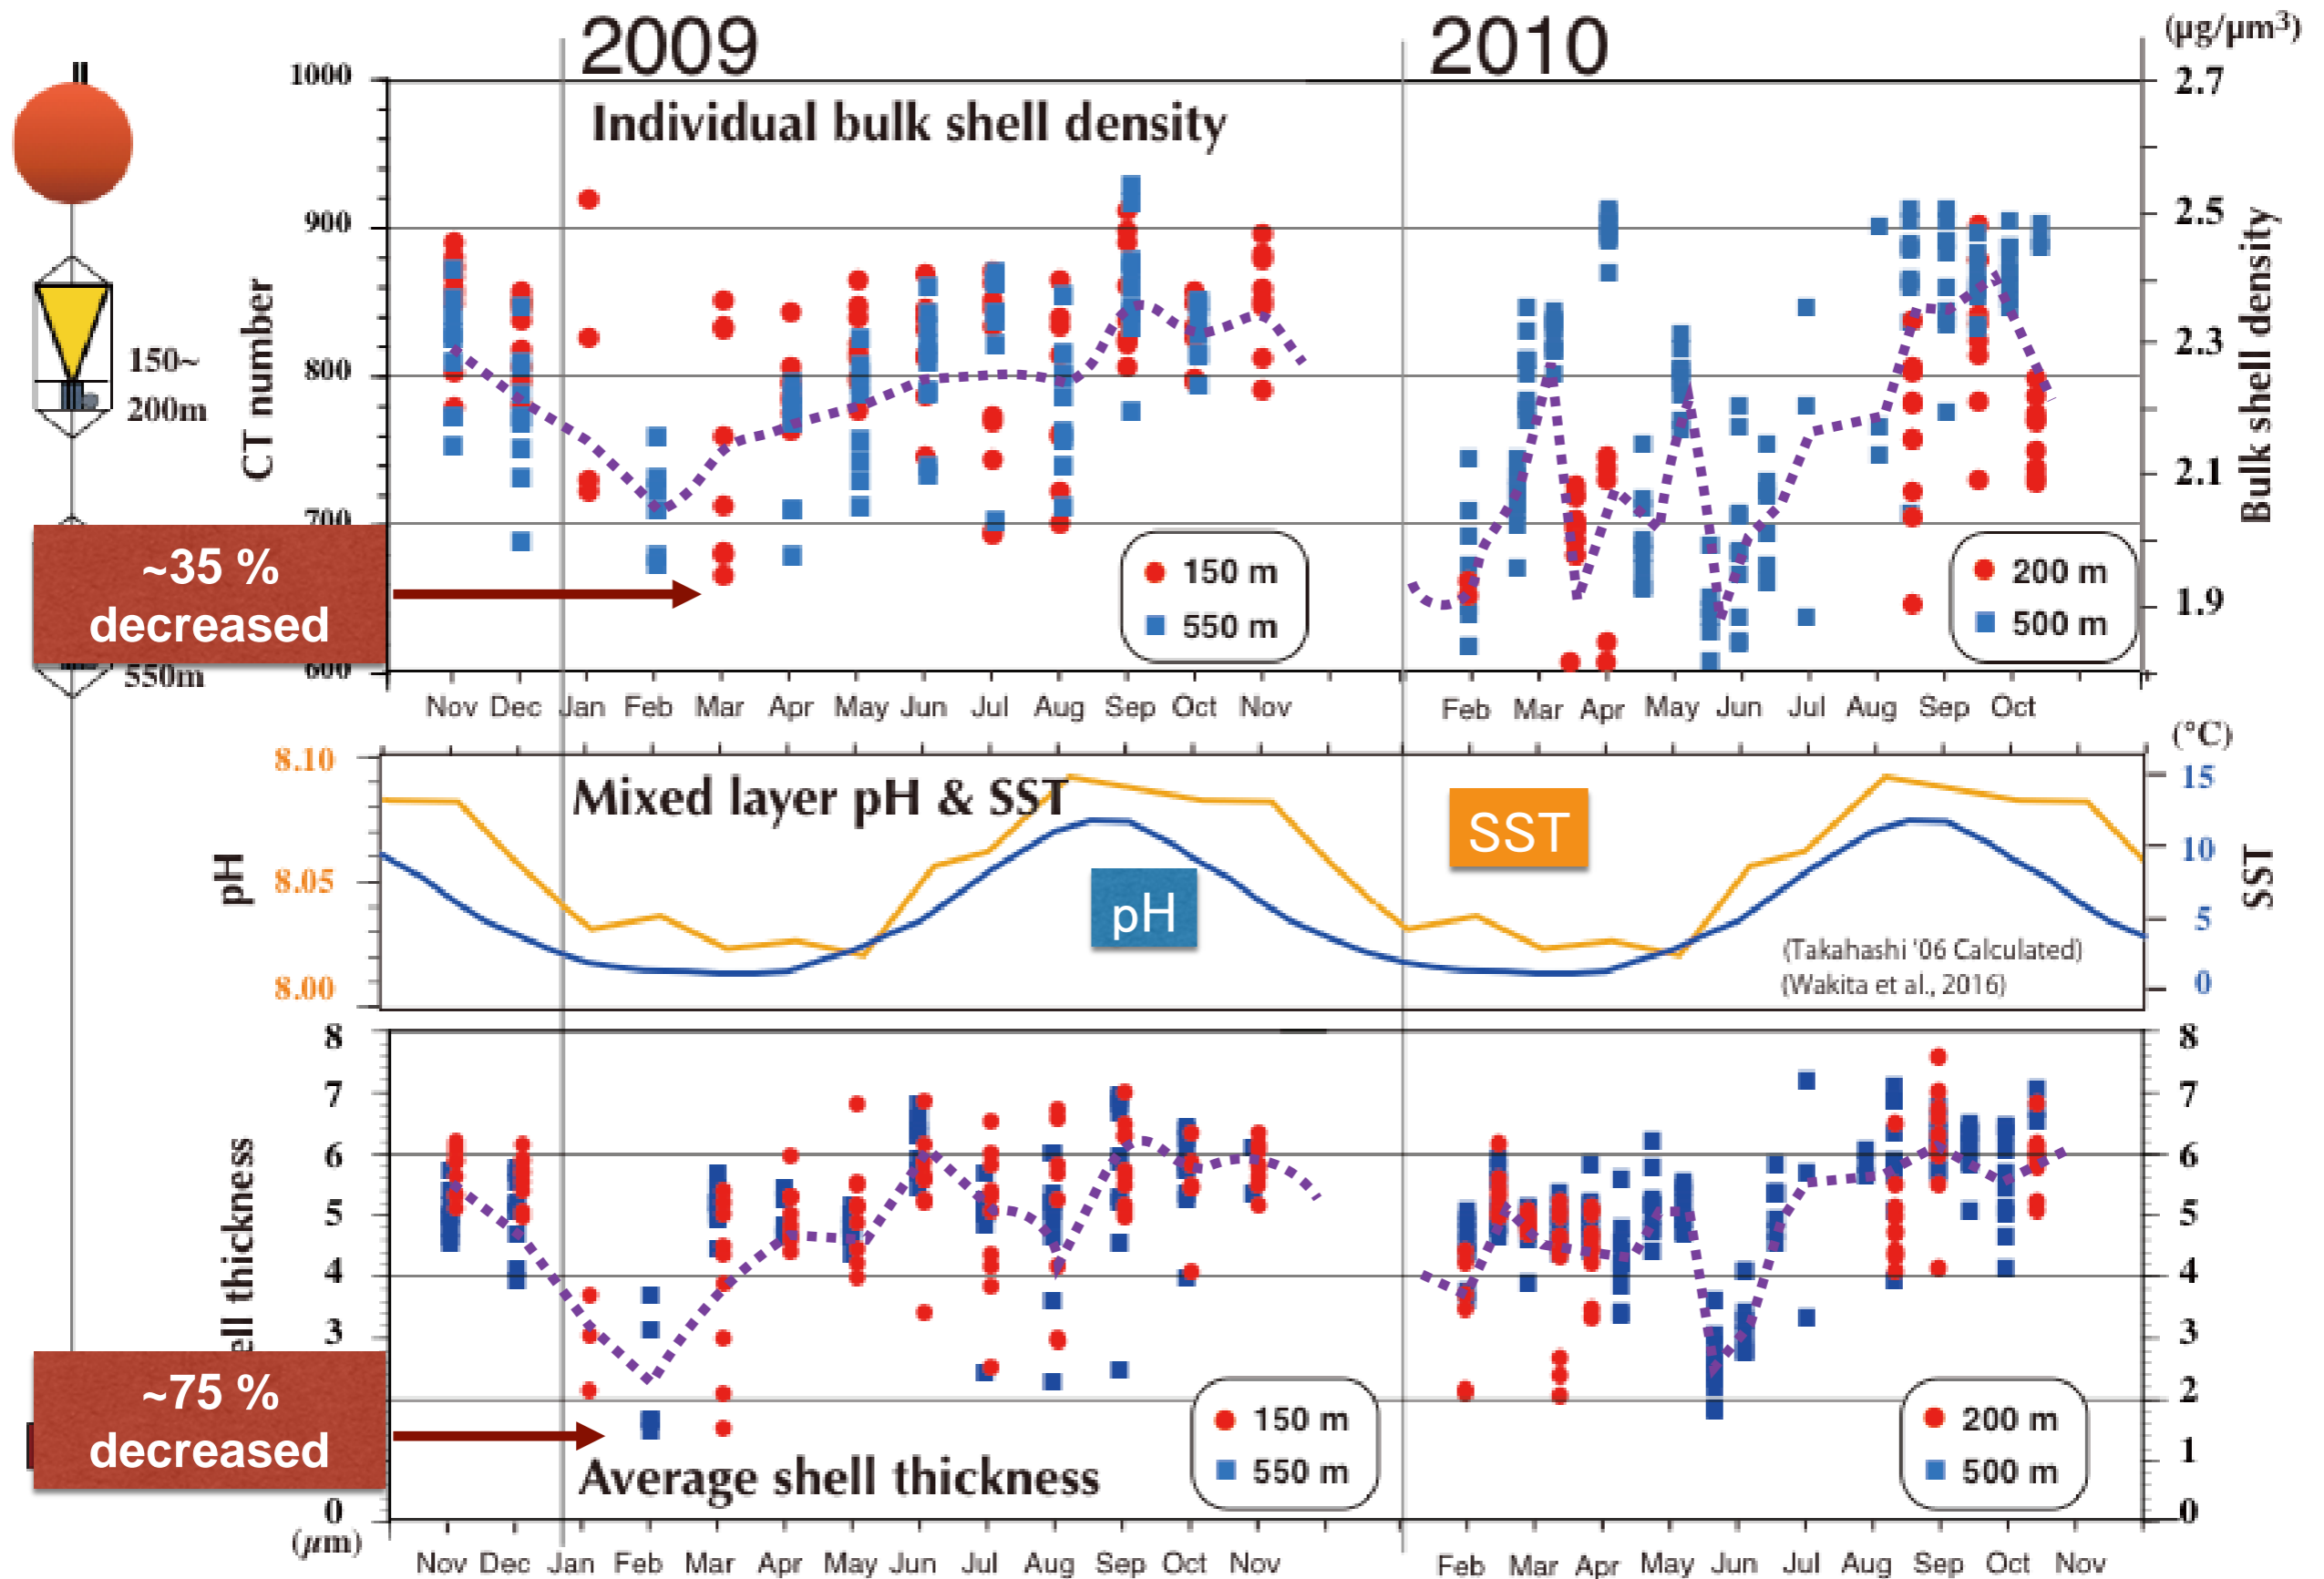 2009
2010
(µg/µm³)
1000
900
800
700
600
CT number
Individual bulk shell density
2.7
2.5
2.3
2.1
1.9
Bulk shell density
150~
200m
550m
~35 %
decreased
150 m
550 m
200 m
500 m
Nov Dec Jan Feb Mar Apr May Jun Jul Aug Sep Oct Nov
Feb Mar Apr May Jun Jul Aug Sep Oct
(°C)
8.10
8.05
8.00
pH
Mixed layer pH & SST
SST
pH
15
10
5
0
SST
(Takahashi '06 Calculated)
(Wakita et al., 2016)
8
7
6
5
4
3
0
(µm)
ell thickness
~75 %
decreased
Average shell thickness
150 m
550 m
200 m
500 m
8
7
6
5
4
3
2
1
0
Nov Dec Jan Feb Mar Apr May Jun Jul Aug Sep Oct Nov
Feb Mar Apr May Jun Jul Aug Sep Oct Nov